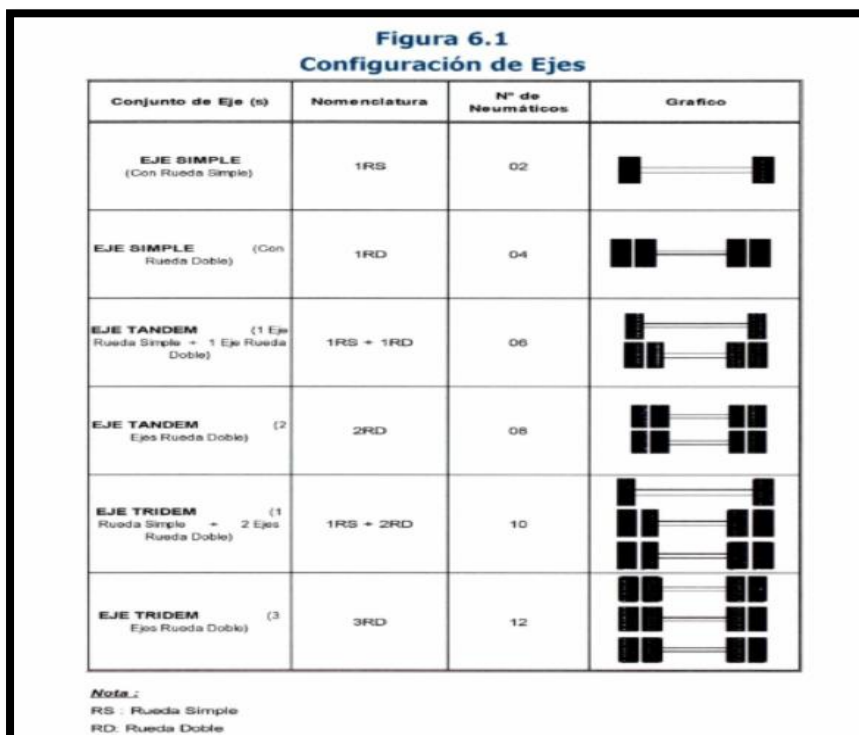 Figura 6.1
Configuración de Ejes
Conjunto de Eje (s) Nomenclatura N° de Neumáticos Grafico
EJE SIMPLE
(Con Rueda Simple) 1RS 02
EJE SIMPLE (Con
Rueda Doble) 1RD 04
EJE TANDEM (1 Eje
Rueda Simple + 1 Eje Rueda
Doble) 1RS + 1RD 06
EJE TANDEM (2
Ejes Rueda Doble) 2RD 08
EJE TRIDEM (1
Rueda Simple + 2 Ejes
Rueda Doble) 1RS + 2RD 10
EJE TRIDEM (3
Ejes Rueda Doble) 3RD 12
Nota :
RS : Rueda Simple
RD: Rueda Doble